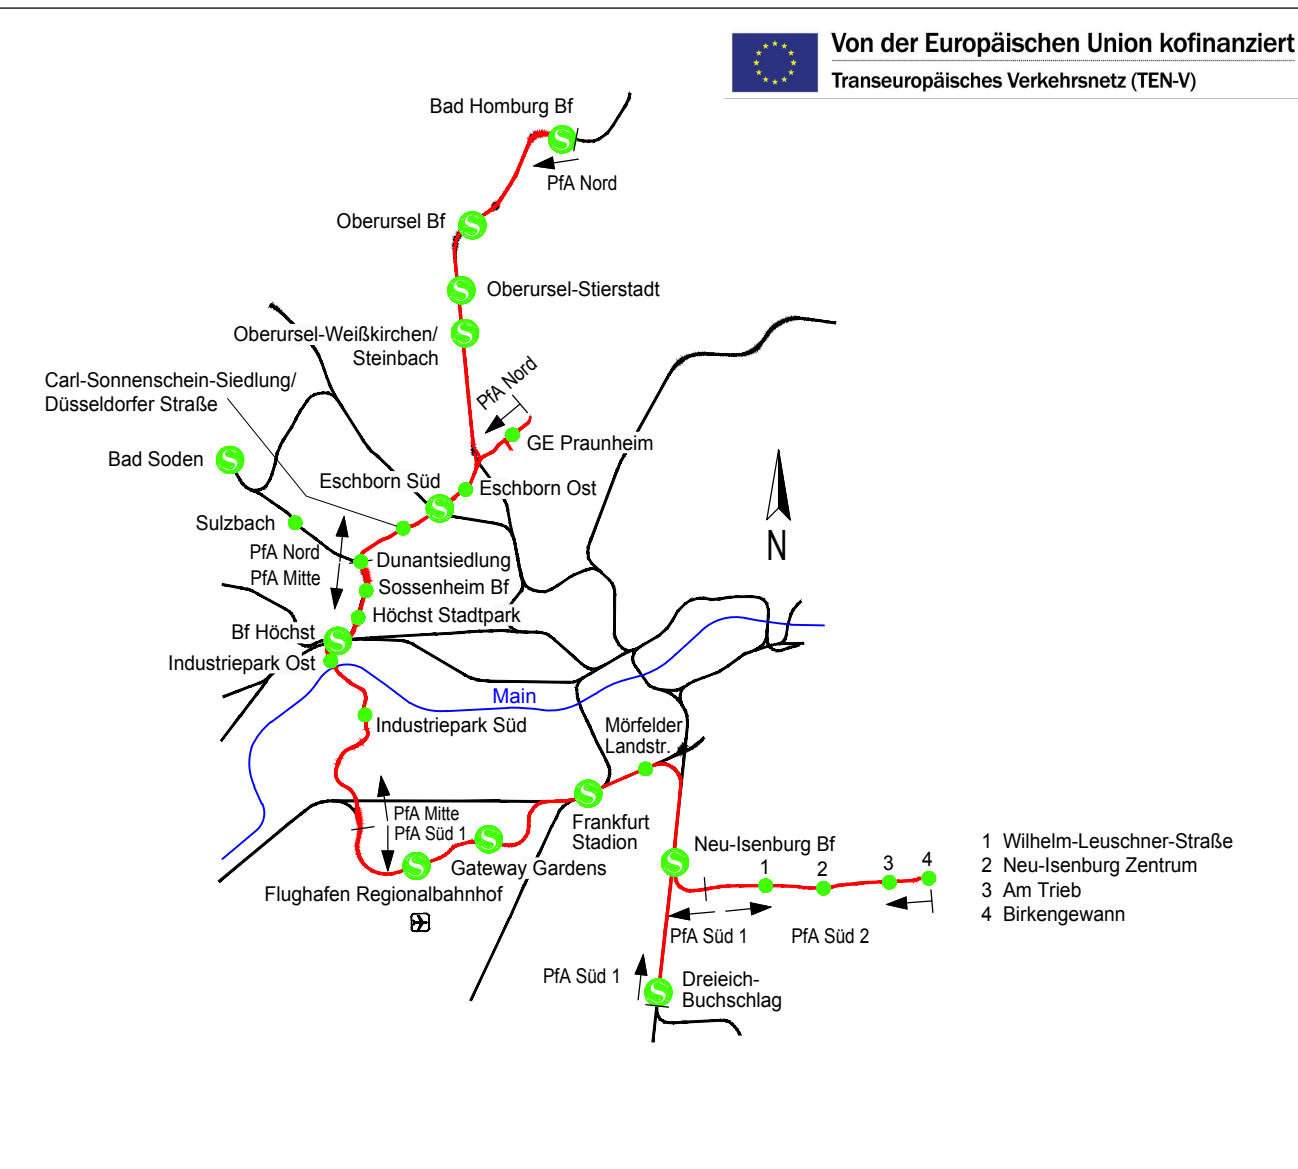 Von der Europäischen Union kofinanziert
Transeuropäisches Verkehrsnetz (TEN-V)
Bad Homburg Bf
PfA Nord
Oberursel Bf
Oberursel-Stierstadt
Oberursel-Weißkirchen/
Steinbach
PfA Nord
Carl-Sonnenschein-Siedlung/
Düsseldorfer Straße
GE Praunheim
Bad Soden
Eschborn Süd
Eschborn Ost
Sulzbach
PfA Nord
PfA Mitte
Dunantsiedlung
Sossenheim Bf
Höchst Stadtpark
N
Bf Höchst
Industriepark Ost
Main
Industriepark Süd
Mörfelder
Landstr.
PfA Mitte
PfA Süd 1
Frankfurt
Stadion
Gateway Gardens
Flughafen Regionalbahnhof
Neu-Isenburg Bf
1
2
3
4
1 Wilhelm-Leuschner-Straße
2 Neu-Isenburg Zentrum
3 Am Trieb
4 Birkengewann
PfA Süd 1
PfA Süd 2
PfA Süd 1
Dreieich-
Buchschlag